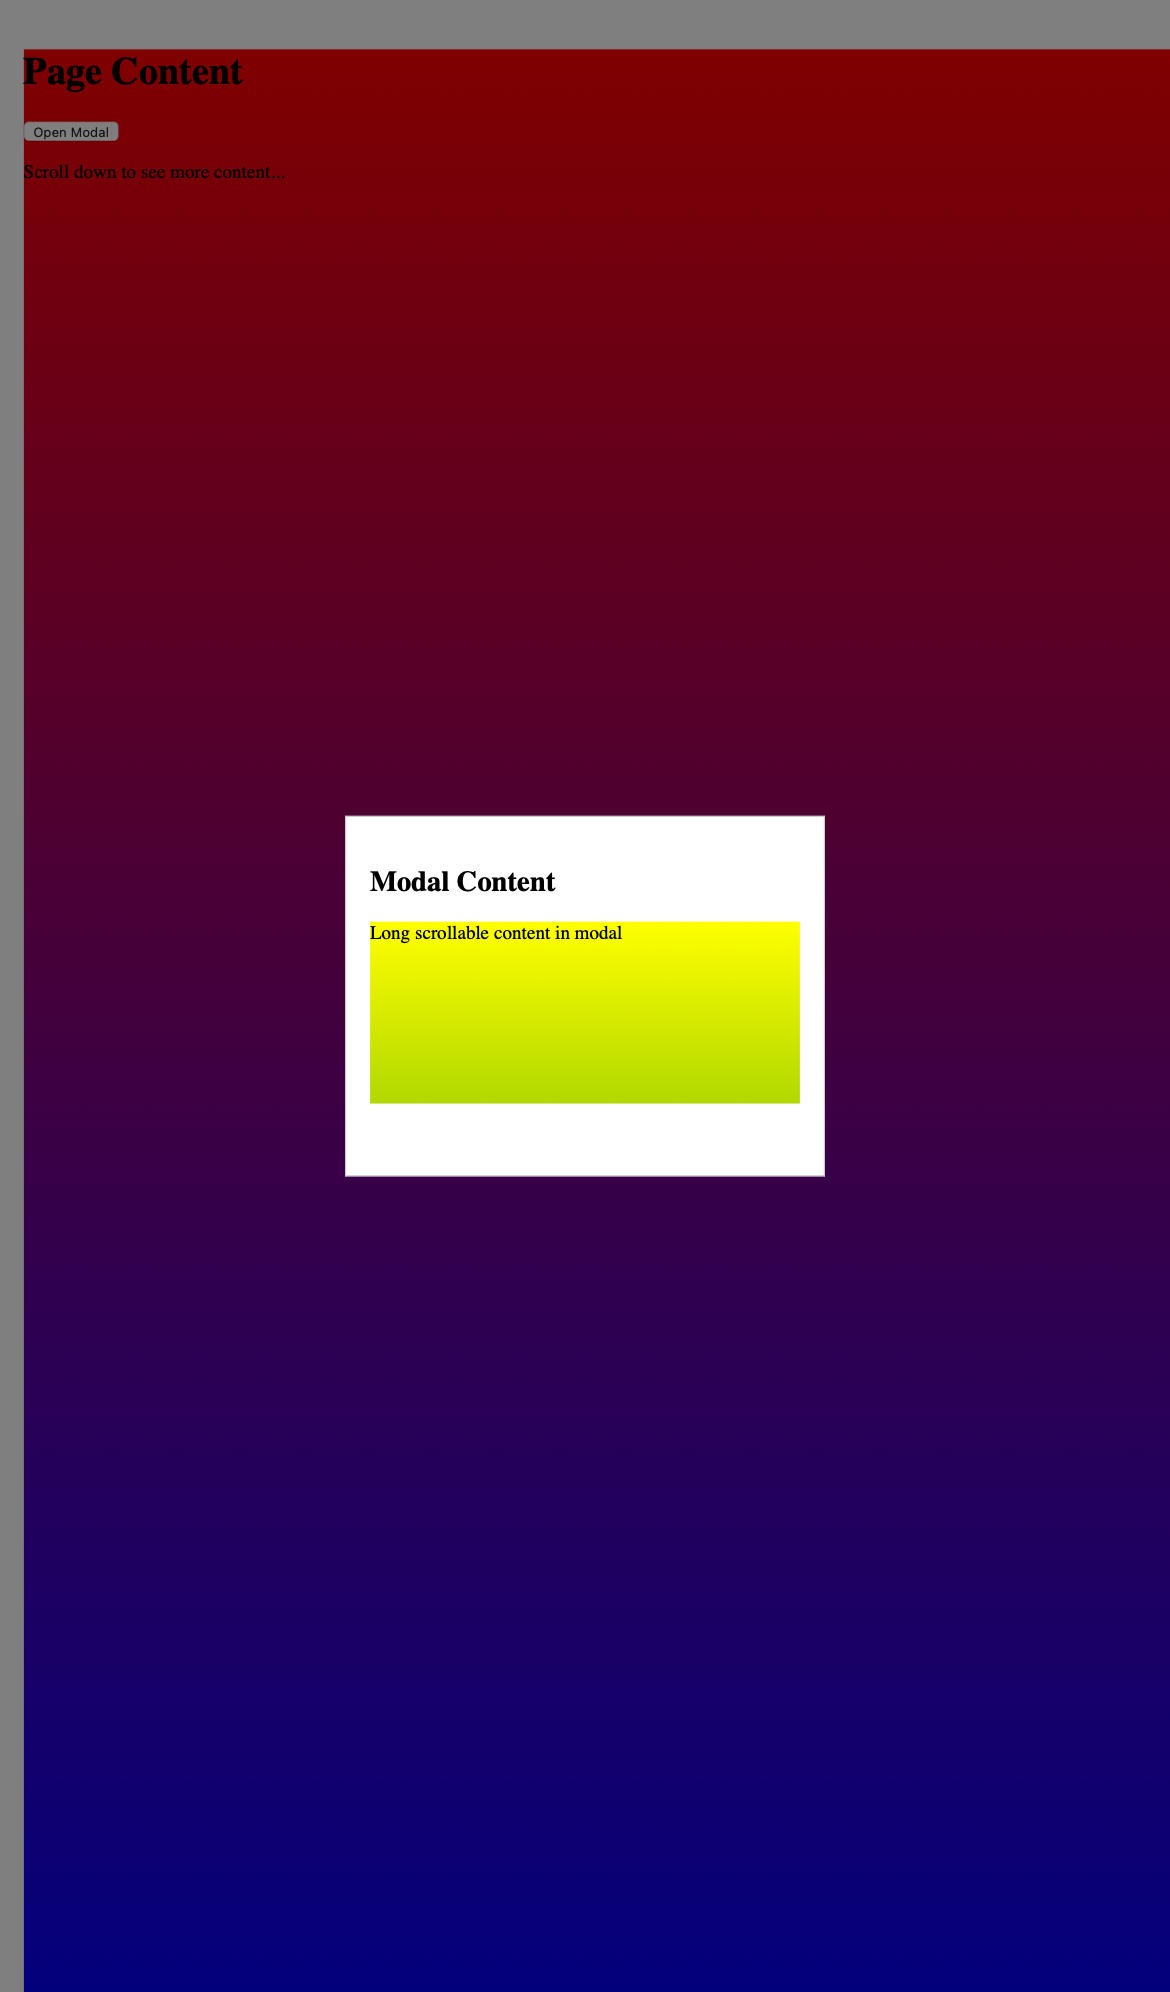 Page Content
Open Modal
Scroll down to see more content...
Modal Content
Long scrollable content in modal